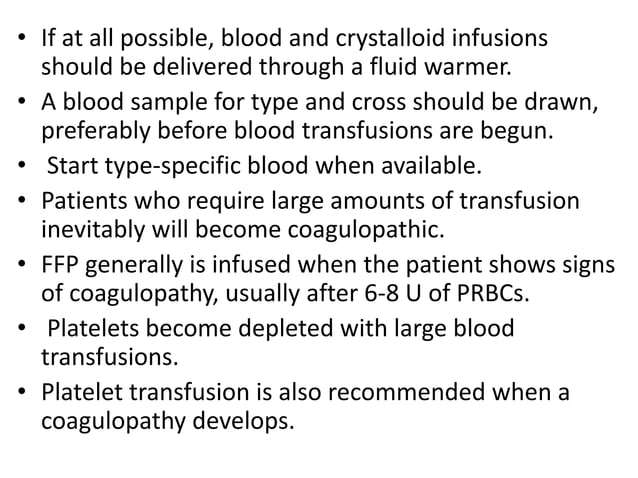 • If at all possible, blood and crystalloid infusions
should be delivered through a fluid warmer.
• A blood sample for type and cross should be drawn,
preferably before blood transfusions are begun.
• Start type-specific blood when available.
• Patients who require large amounts of transfusion
inevitably will become coagulopathic.
• FFP generally is infused when the patient shows signs
of coagulopathy, usually after 6-8 U of PRBCs.
• Platelets become depleted with large blood
transfusions.
• Platelet transfusion is also recommended when a
coagulopathy develops.